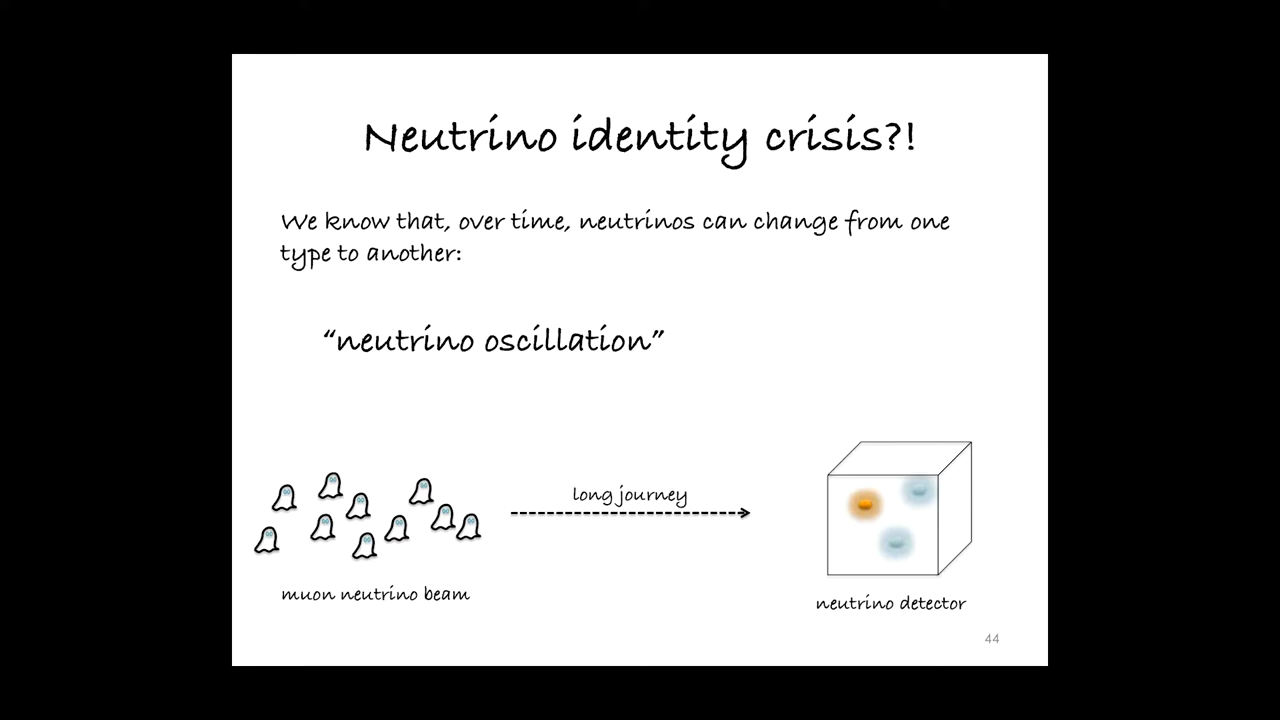 Neutrino identity crisis?!
We know that, over time, neutrinos can change from one
type to another:
“neutrino oscillation”
long journey
muon neutrino beam
neutrino detector
44